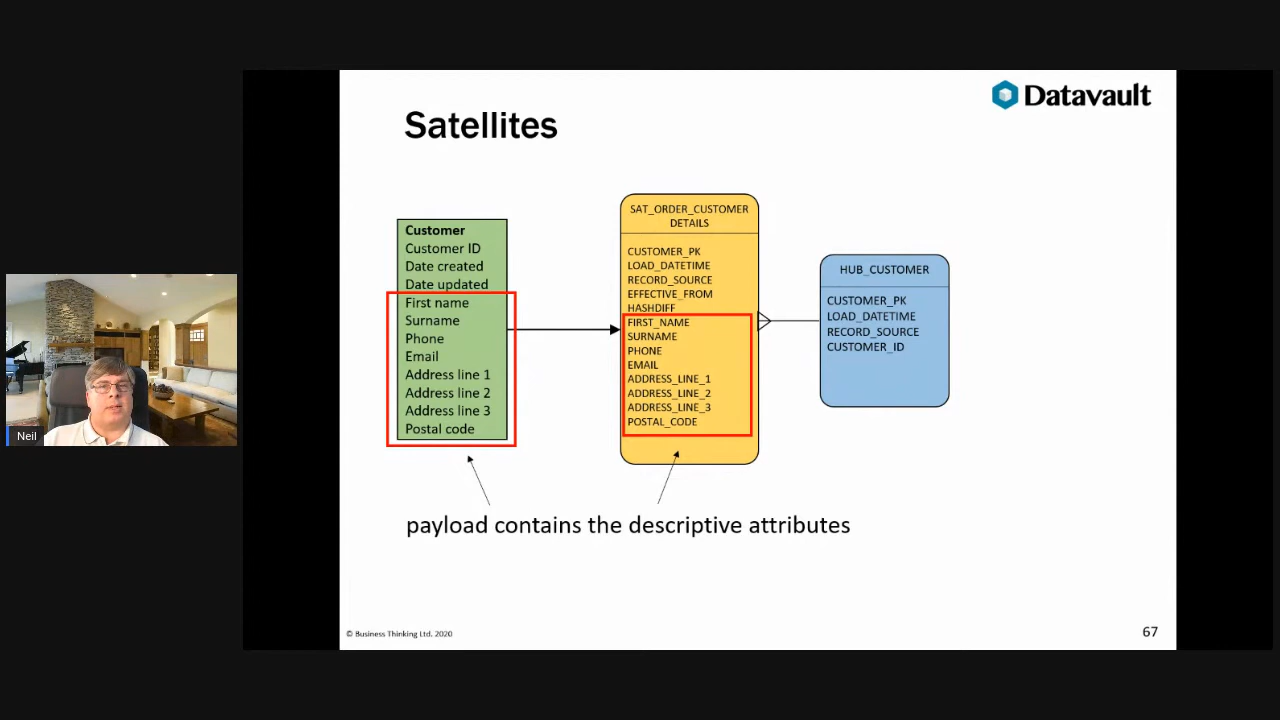 Datavault
Satellites
Customer
Customer ID
Date created
Date updated
First name
Surname
Phone
Email
Address line 1
Address line 2
Address line 3
Postal code
SAT_ORDER_CUSTOMER
DETAILS
CUSTOMER_PK
LOAD_DATETIME
RECORD_SOURCE
EFFECTIVE_FROM
HASHDIFF
FIRST_NAME
SURNAME
PHONE
EMAIL
ADDRESS_LINE_1
ADDRESS_LINE_2
ADDRESS_LINE_3
POSTAL_CODE
HUB_CUSTOMER
CUSTOMER_PK
LOAD_DATETIME
RECORD_SOURCE
CUSTOMER_ID
Neil
payload contains the descriptive attributes
© Business Thinking Ltd. 2020
67